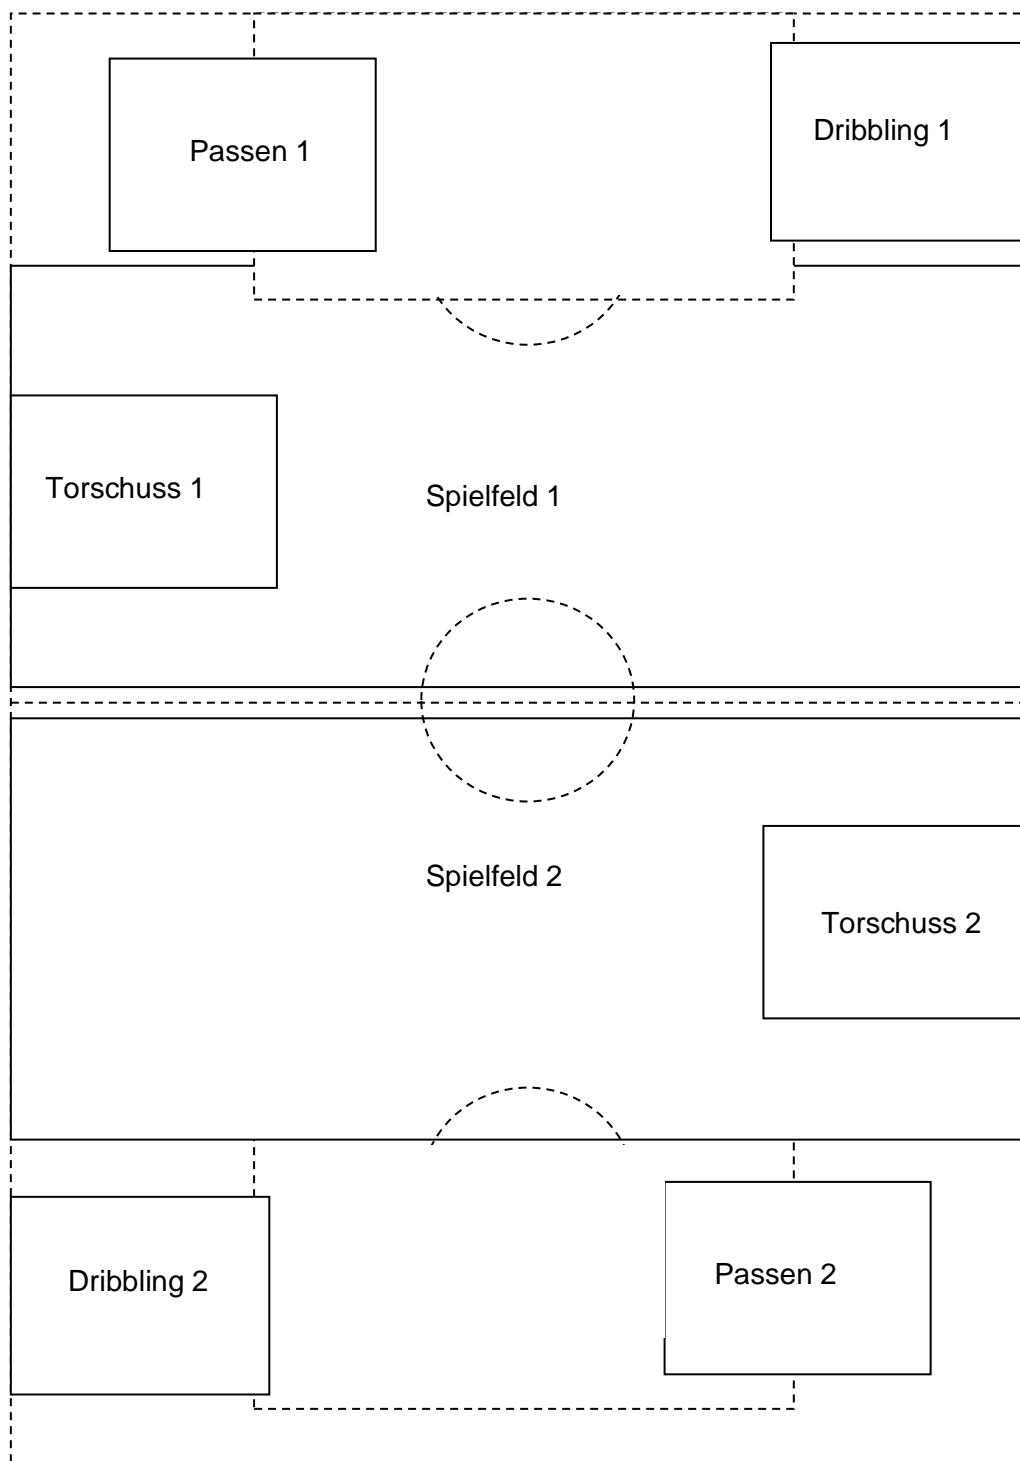 Dribbling 1
Passen 1
Torschuss 1
Spielfeld 1
Spielfeld 2
Torschuss 2
Dribbling 2
Passen 2